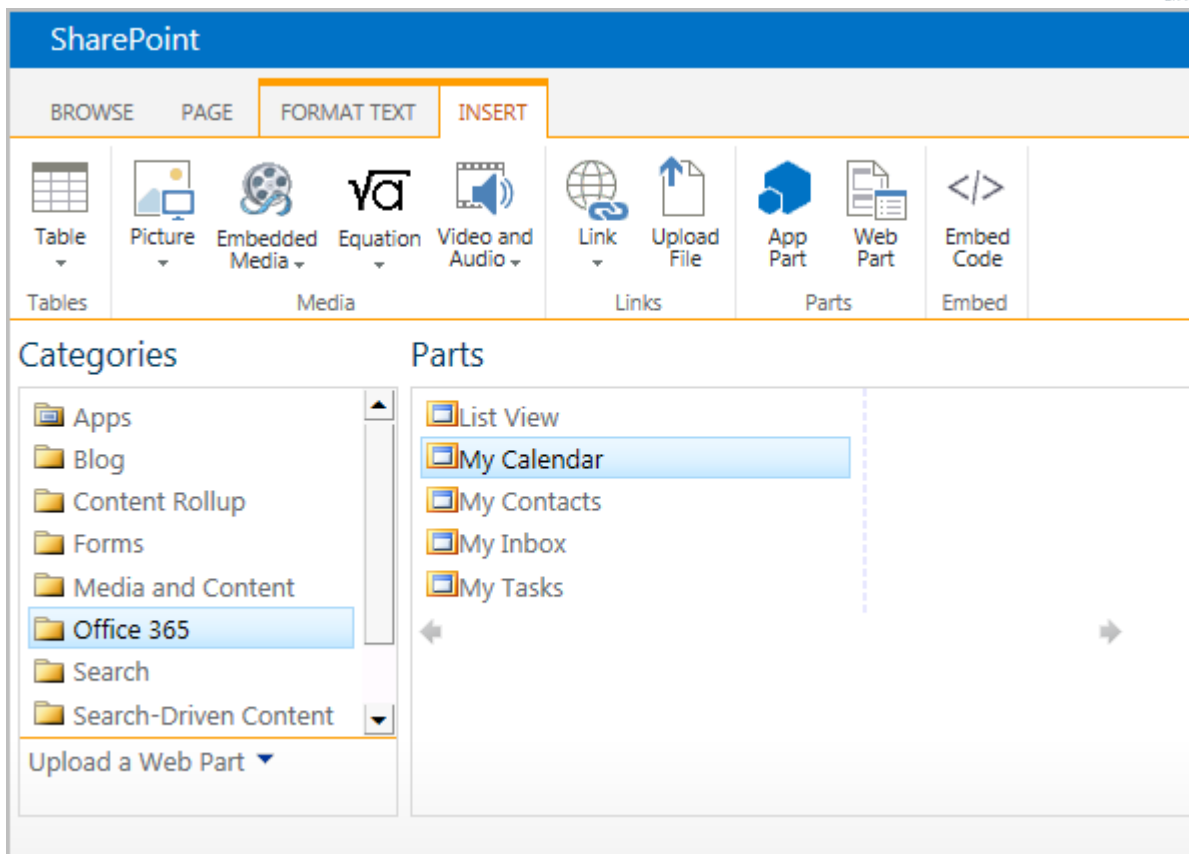 SharePoint
BROWSE PAGE FORMAT TEXT INSERT
Table Picture Embedded Media Equation Video and Audio Link Upload File App Part Web Part Embed Code
Tables Media Links Parts Embed
Categories
Apps
Blog
Content Rollup
Forms
Media and Content
Office 365
Search
Search-Driven Content
Upload a Web Part
Parts
List View
My Calendar
My Contacts
My Inbox
My Tasks